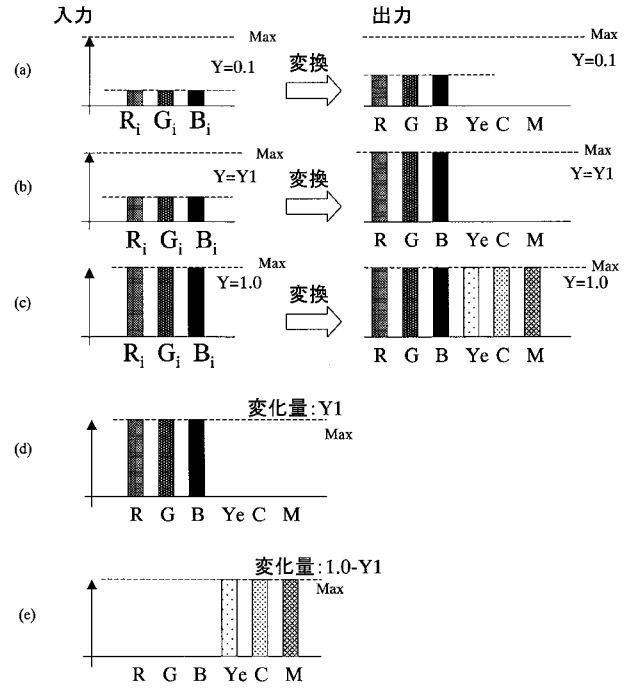 入力
出力
(a)
Max
Y=0.1
変換
Max
Y=0.1
Ri Gi Bi
R G B Ye C M
(b)
Max
Y=Y1
変換
Max
Y=Y1
Ri Gi Bi
R G B Ye C M
(c)
Max
Y=1.0
変換
Max
Y=1.0
Ri Gi Bi
R G B Ye C M
(d)
変化量:Y1
Max
R G B Ye C M
(e)
変化量:1.0-Y1
Max
R G B Ye C M